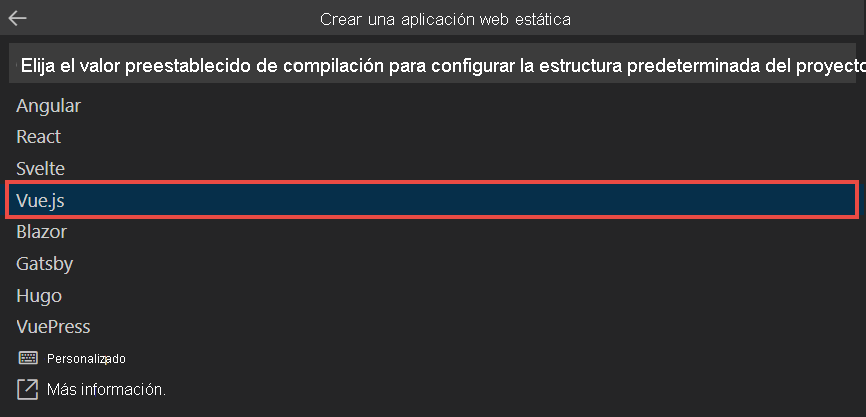 Crear una aplicación web estática
Elija el valor preestablecido de compilación para configurar la estructura predeterminada del proyecto
Angular
React
Svelte
Vue.js
Blazor
Gatsby
Hugo
VuePress
Personalizado
Más información.